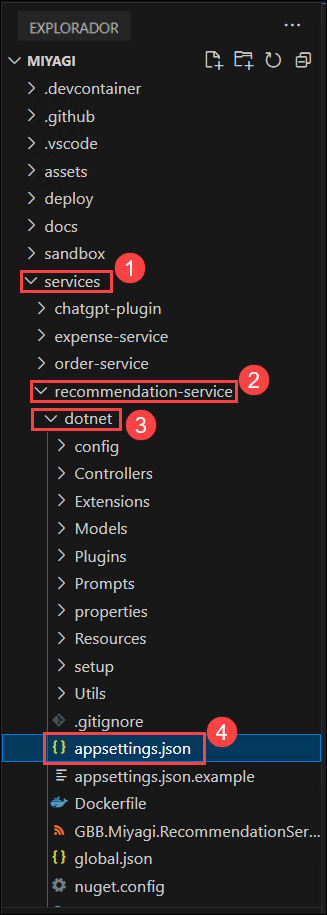 EXPLORADOR
MIYAGI
.devcontainer
.github
.vscode
assets
deploy
docs
sandbox
services 1
chatgpt-plugin
expense-service
order-service
recommendation-service 2
dotnet 3
config
Controllers
Extensions
Models
Plugins
Prompts
properties
Resources
setup
Utils
.gitignore
appsettings.json 4
appsettings.json.example
Dockerfile
GBB.Miyagi.RecommendationSer...
global.json
nuget.config